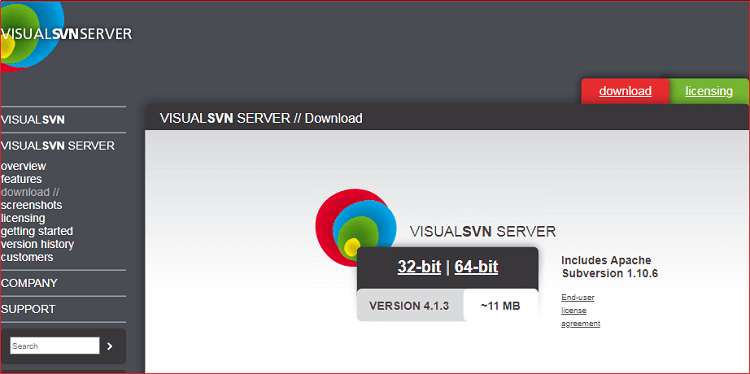 VISUALSVNSERVER
download
licensing
VISUALSVN
VISUALSVN SERVER // Download
VISUALSVN SERVER
overview
features
download //
screenshots
licensing
getting started
version history
customers
COMPANY
SUPPORT
Search
VISUALSVN SERVER
32-bit | 64-bit
VERSION 4.1.3
~11 MB
Includes Apache
Subversion 1.10.6
End-user
license
agreement